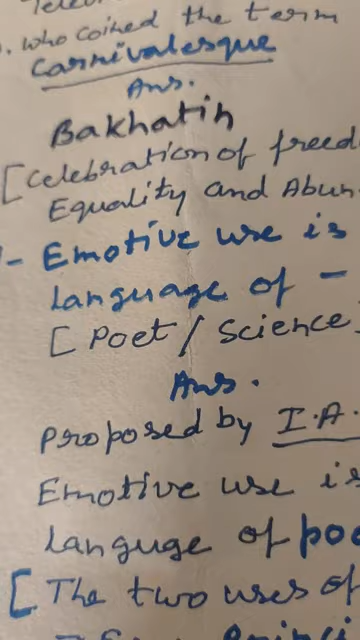 . Who coined the term
Carnivalesque
Ans.
Bakhatin
[Celebration of freed
Equality and Abun
- Emotive use is
Language of -
[Poet / Science
Ans.
Proposed by I.A.
Emotive use is
Languge of poe
[The two uses of